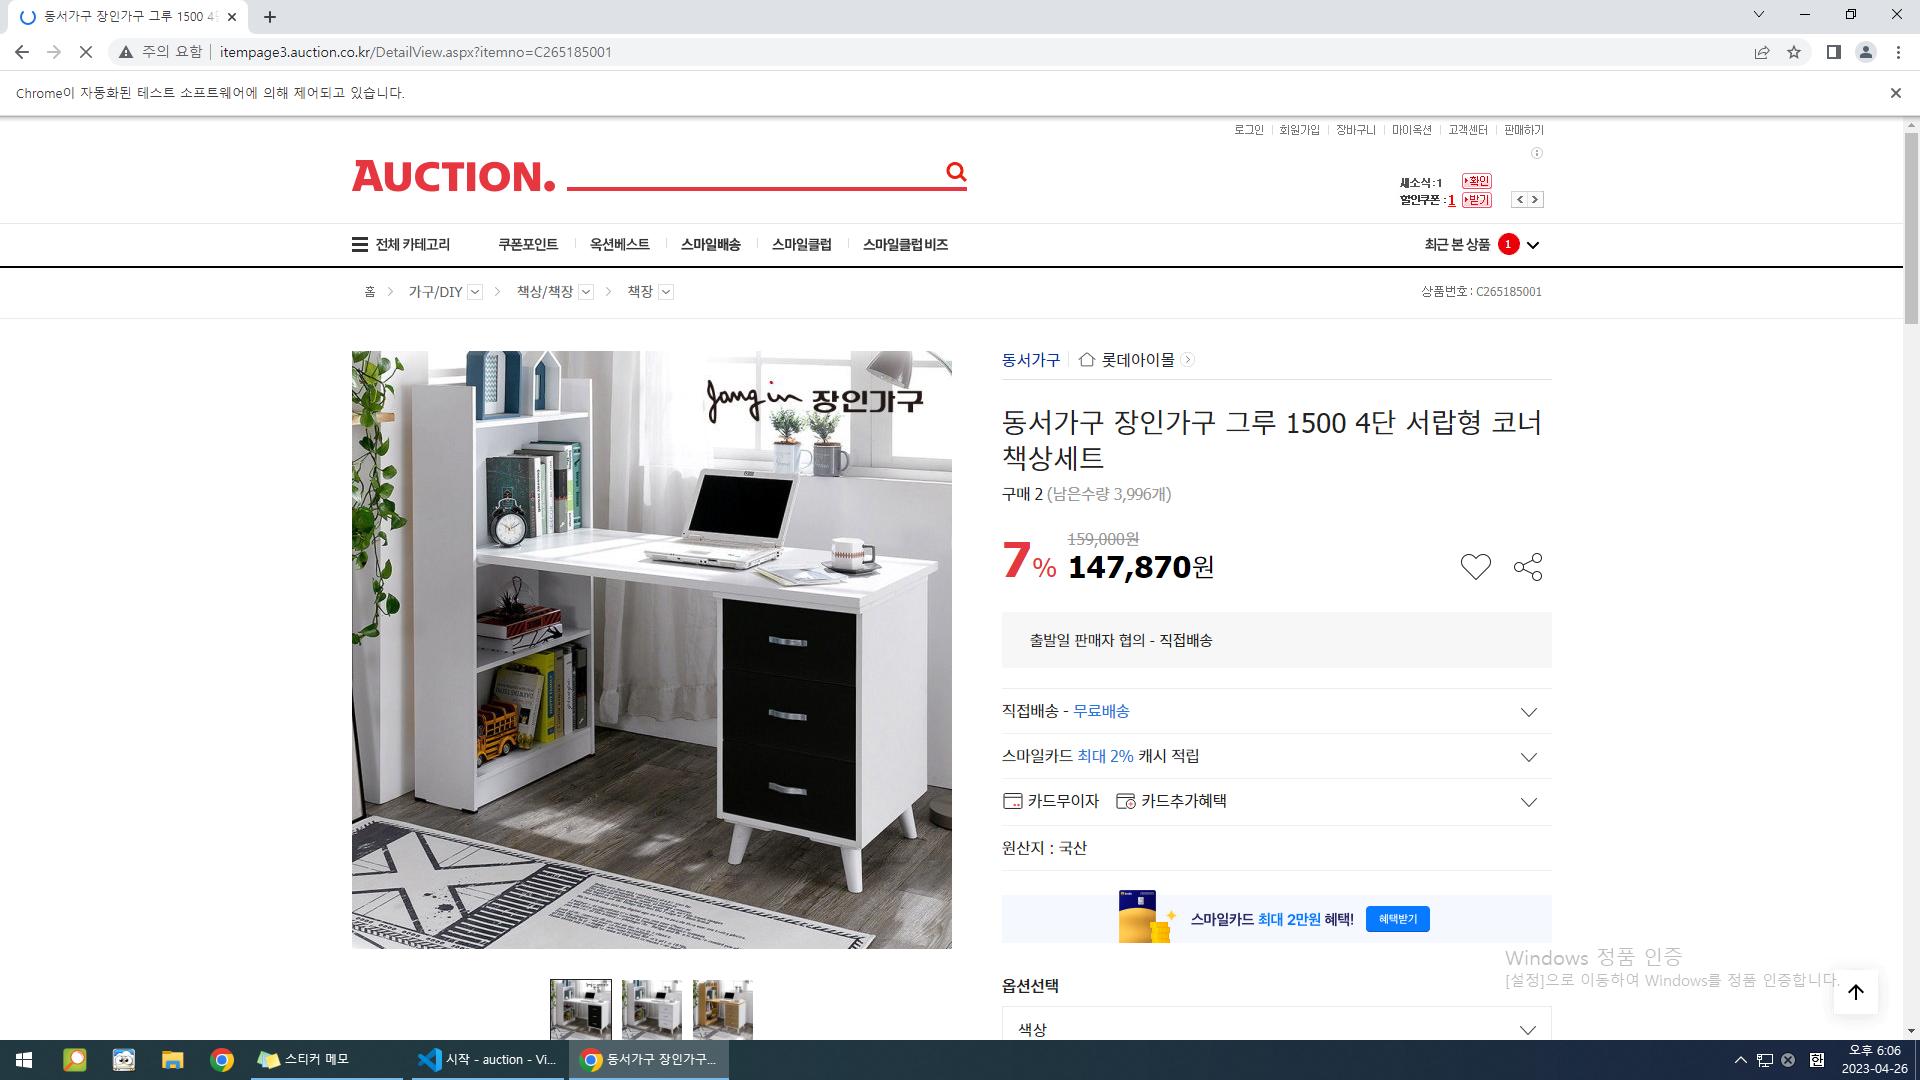 동서가구 장인가구 그루 1500 4단
주의 요함
itempage3.auction.co.kr/DetailView.aspx?itemno=C265185001
Chrome이 자동화된 테스트 소프트웨어에 의해 제어되고 있습니다.
로그인 회원가입 장바구니 마이옥션 고객센터 판매하기
AUCTION.
새소식 : 1 확인
할인쿠폰 : 1 받기
전체 카테고리 쿠폰포인트 옥션베스트 스마일배송 스마일클럽 스마일클럽 비즈 최근 본 상품 1
홈 가구/DIY 책상/책장 책장 상품번호 : C265185001
Jang in 장인가구
동서가구 롯데아이몰
동서가구 장인가구 그루 1500 4단 서랍형 코너
책상세트
구매 2 (남은수량 3,996개)
159,000원
7% 147,870원
출발일 판매자 협의 - 직접배송
직접배송 - 무료배송
스마일카드 최대 2% 캐시 적립
카드무이자 카드추가혜택
원산지 : 국산
스마일카드 최대 2만원 혜택! 혜택받기
Windows 정품 인증
[설정]으로 이동하여 Windows를 정품 인증합니다.
옵션선택
색상
스티커 메모
시작 - auction - Vi...
동서가구 장인가구...
한
오후 6:06
2023-04-26